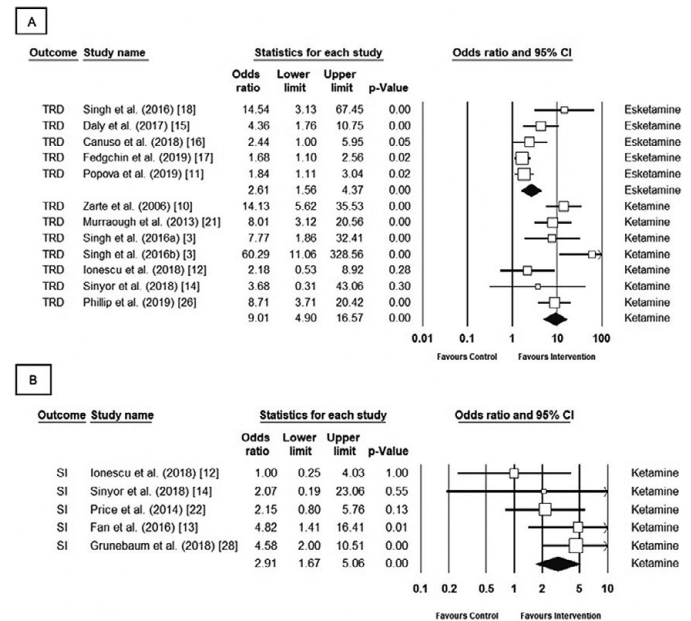 A
Outcome Study name Statistics for each study Odds ratio and 95% CI
Odds ratio Lower limit Upper limit p-Value
TRD Singh et al. (2016) [18] 14.54 3.13 67.45 0.00 Esketamine
TRD Daly et al. (2017) [15] 4.36 1.76 10.75 0.00 Esketamine
TRD Canuso et al. (2018) [16] 2.44 1.00 5.95 0.05 Esketamine
TRD Fedgchin et al. (2019) [17] 1.68 1.10 2.56 0.02 Esketamine
TRD Popova et al. (2019) [11] 1.84 1.11 3.04 0.02 Esketamine
2.61 1.56 4.37 0.00 Esketamine
TRD Zarte et al. (2006) [10] 14.13 5.62 35.53 0.00 Ketamine
TRD Murraough et al. (2013) [21] 8.01 3.12 20.56 0.00 Ketamine
TRD Singh et al. (2016a) [3] 7.77 1.86 32.41 0.00 Ketamine
TRD Singh et al. (2016b) [3] 60.29 11.06 328.56 0.00 Ketamine
TRD Ionescu et al. (2018) [12] 2.18 0.53 8.92 0.28 Ketamine
TRD Sinyor et al. (2018) [14] 3.68 0.31 43.06 0.30 Ketamine
TRD Phillip et al. (2019) [26] 8.71 3.71 20.42 0.00 Ketamine
9.01 4.90 16.57 0.00 Ketamine
0.01 0.1 1 10 100
Favours Control Favours Intervention
B
Outcome Study name Statistics for each study Odds ratio and 95% CI
Odds ratio Lower limit Upper limit p-Value
SI Ionescu et al. (2018) [12] 1.00 0.25 4.03 1.00 Ketamine
SI Sinyor et al. (2018) [14] 2.07 0.19 23.06 0.55 Ketamine
SI Price et al. (2014) [22] 2.15 0.80 5.76 0.13 Ketamine
SI Fan et al. (2016) [13] 4.82 1.41 16.41 0.01 Ketamine
SI Grunebaum et al. (2018) [28] 4.58 2.00 10.51 0.00 Ketamine
2.91 1.67 5.06 0.00 Ketamine
0.1 0.2 0.5 1 2 5 10
Favours Control Favours Intervention